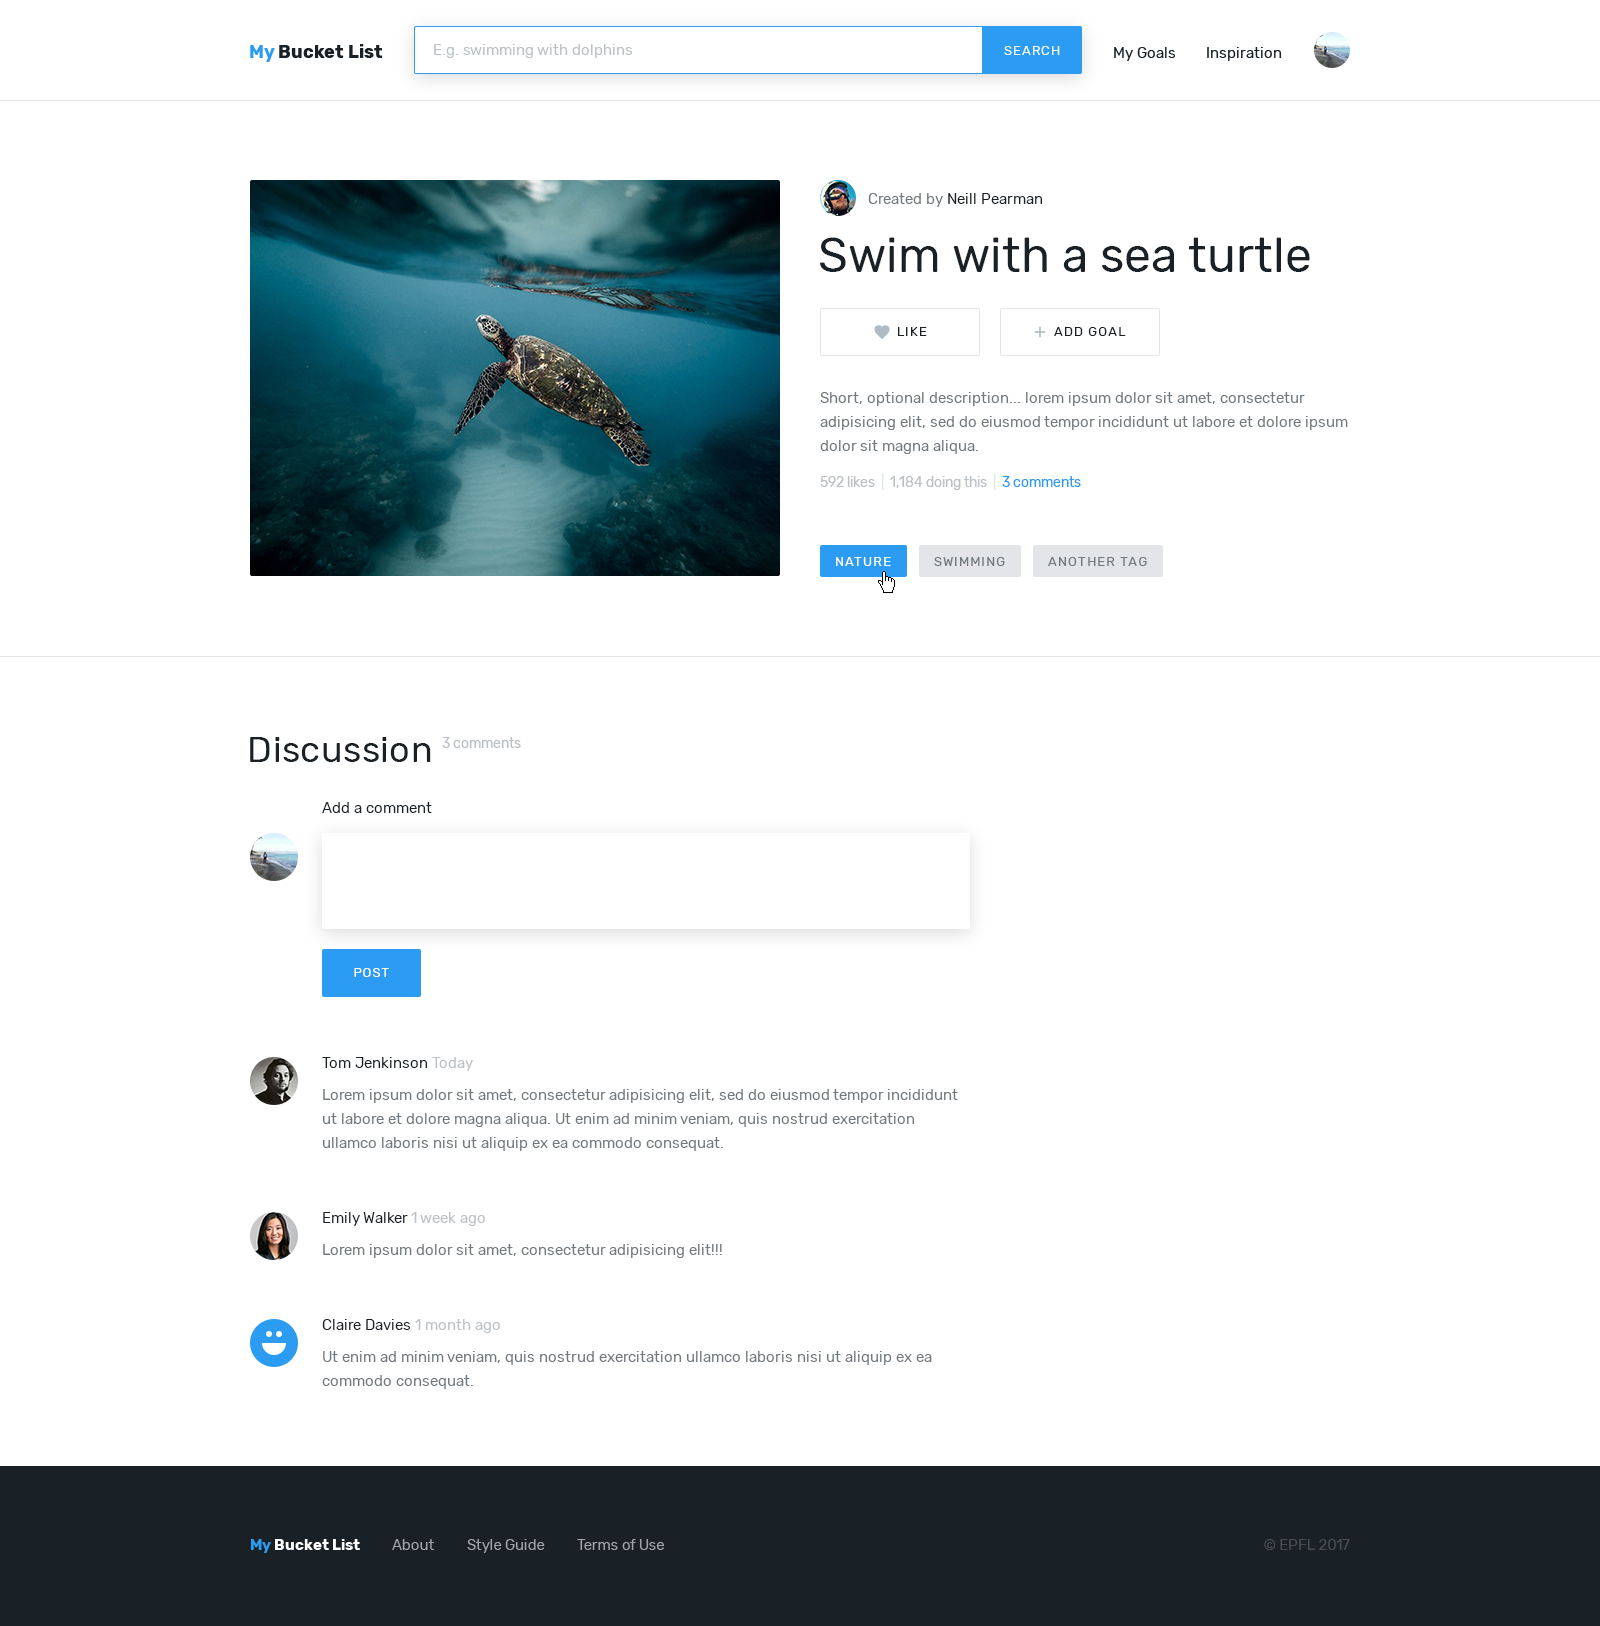 My Bucket List
E.g. swimming with dolphins
SEARCH
My Goals
Inspiration
Created by Neill Pearman
Swim with a sea turtle
LIKE
ADD GOAL
Short, optional description... lorem ipsum dolor sit amet, consectetur
adipisicing elit, sed do eiusmod tempor incididunt ut labore et dolore ipsum
dolor sit magna aliqua.
592 likes | 1,184 doing this | 3 comments
NATURE
SWIMMING
ANOTHER TAG
Discussion 3 comments
Add a comment
POST
Tom Jenkinson Today
Lorem ipsum dolor sit amet, consectetur adipisicing elit, sed do eiusmod tempor incididunt
ut labore et dolore magna aliqua. Ut enim ad minim veniam, quis nostrud exercitation
ullamco laboris nisi ut aliquip ex ea commodo consequat.
Emily Walker 1 week ago
Lorem ipsum dolor sit amet, consectetur adipisicing elit!!!
Claire Davies 1 month ago
Ut enim ad minim veniam, quis nostrud exercitation ullamco laboris nisi ut aliquip ex ea
commodo consequat.
My Bucket List
About
Style Guide
Terms of Use
© EPFL 2017